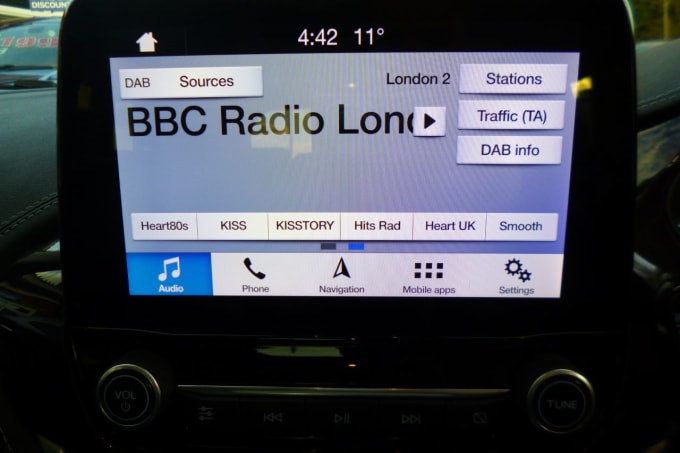 DISCOUN
4:42 11°
DAB Sources
London 2
Stations
BBC Radio Lon
Traffic (TA)
DAB info
Heart80s KISS KISSTORY Hits Rad Heart UK Smooth
Audio Phone Navigation Mobile apps Settings
VOL
TUNE